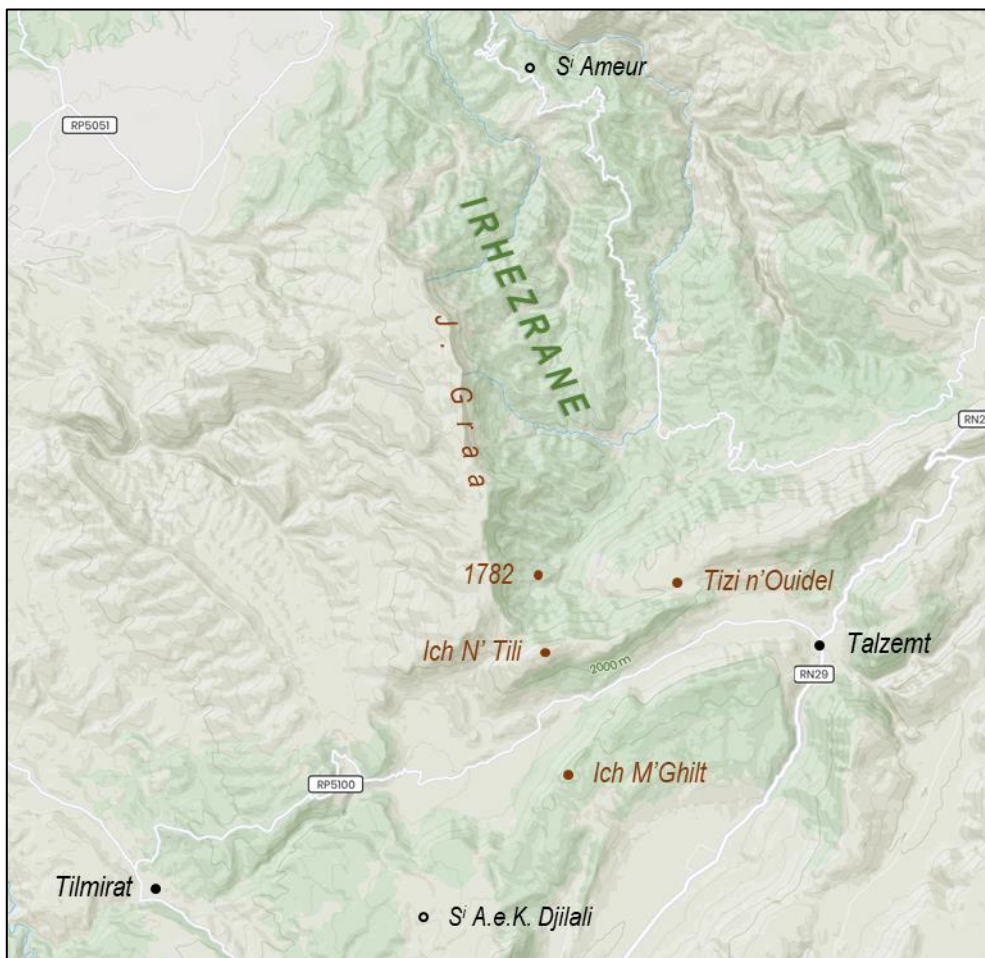 Sⁱ Ameur
RP5051
IRHEZRANE
J. Graa
RN2
1782
Tizi n’Ouidel
Ich N’ Tili
Talzemt
2000 m
RN29
Ich M’Ghilt
RP5100
Tilmirat
Sⁱ A.e.K. Djilali